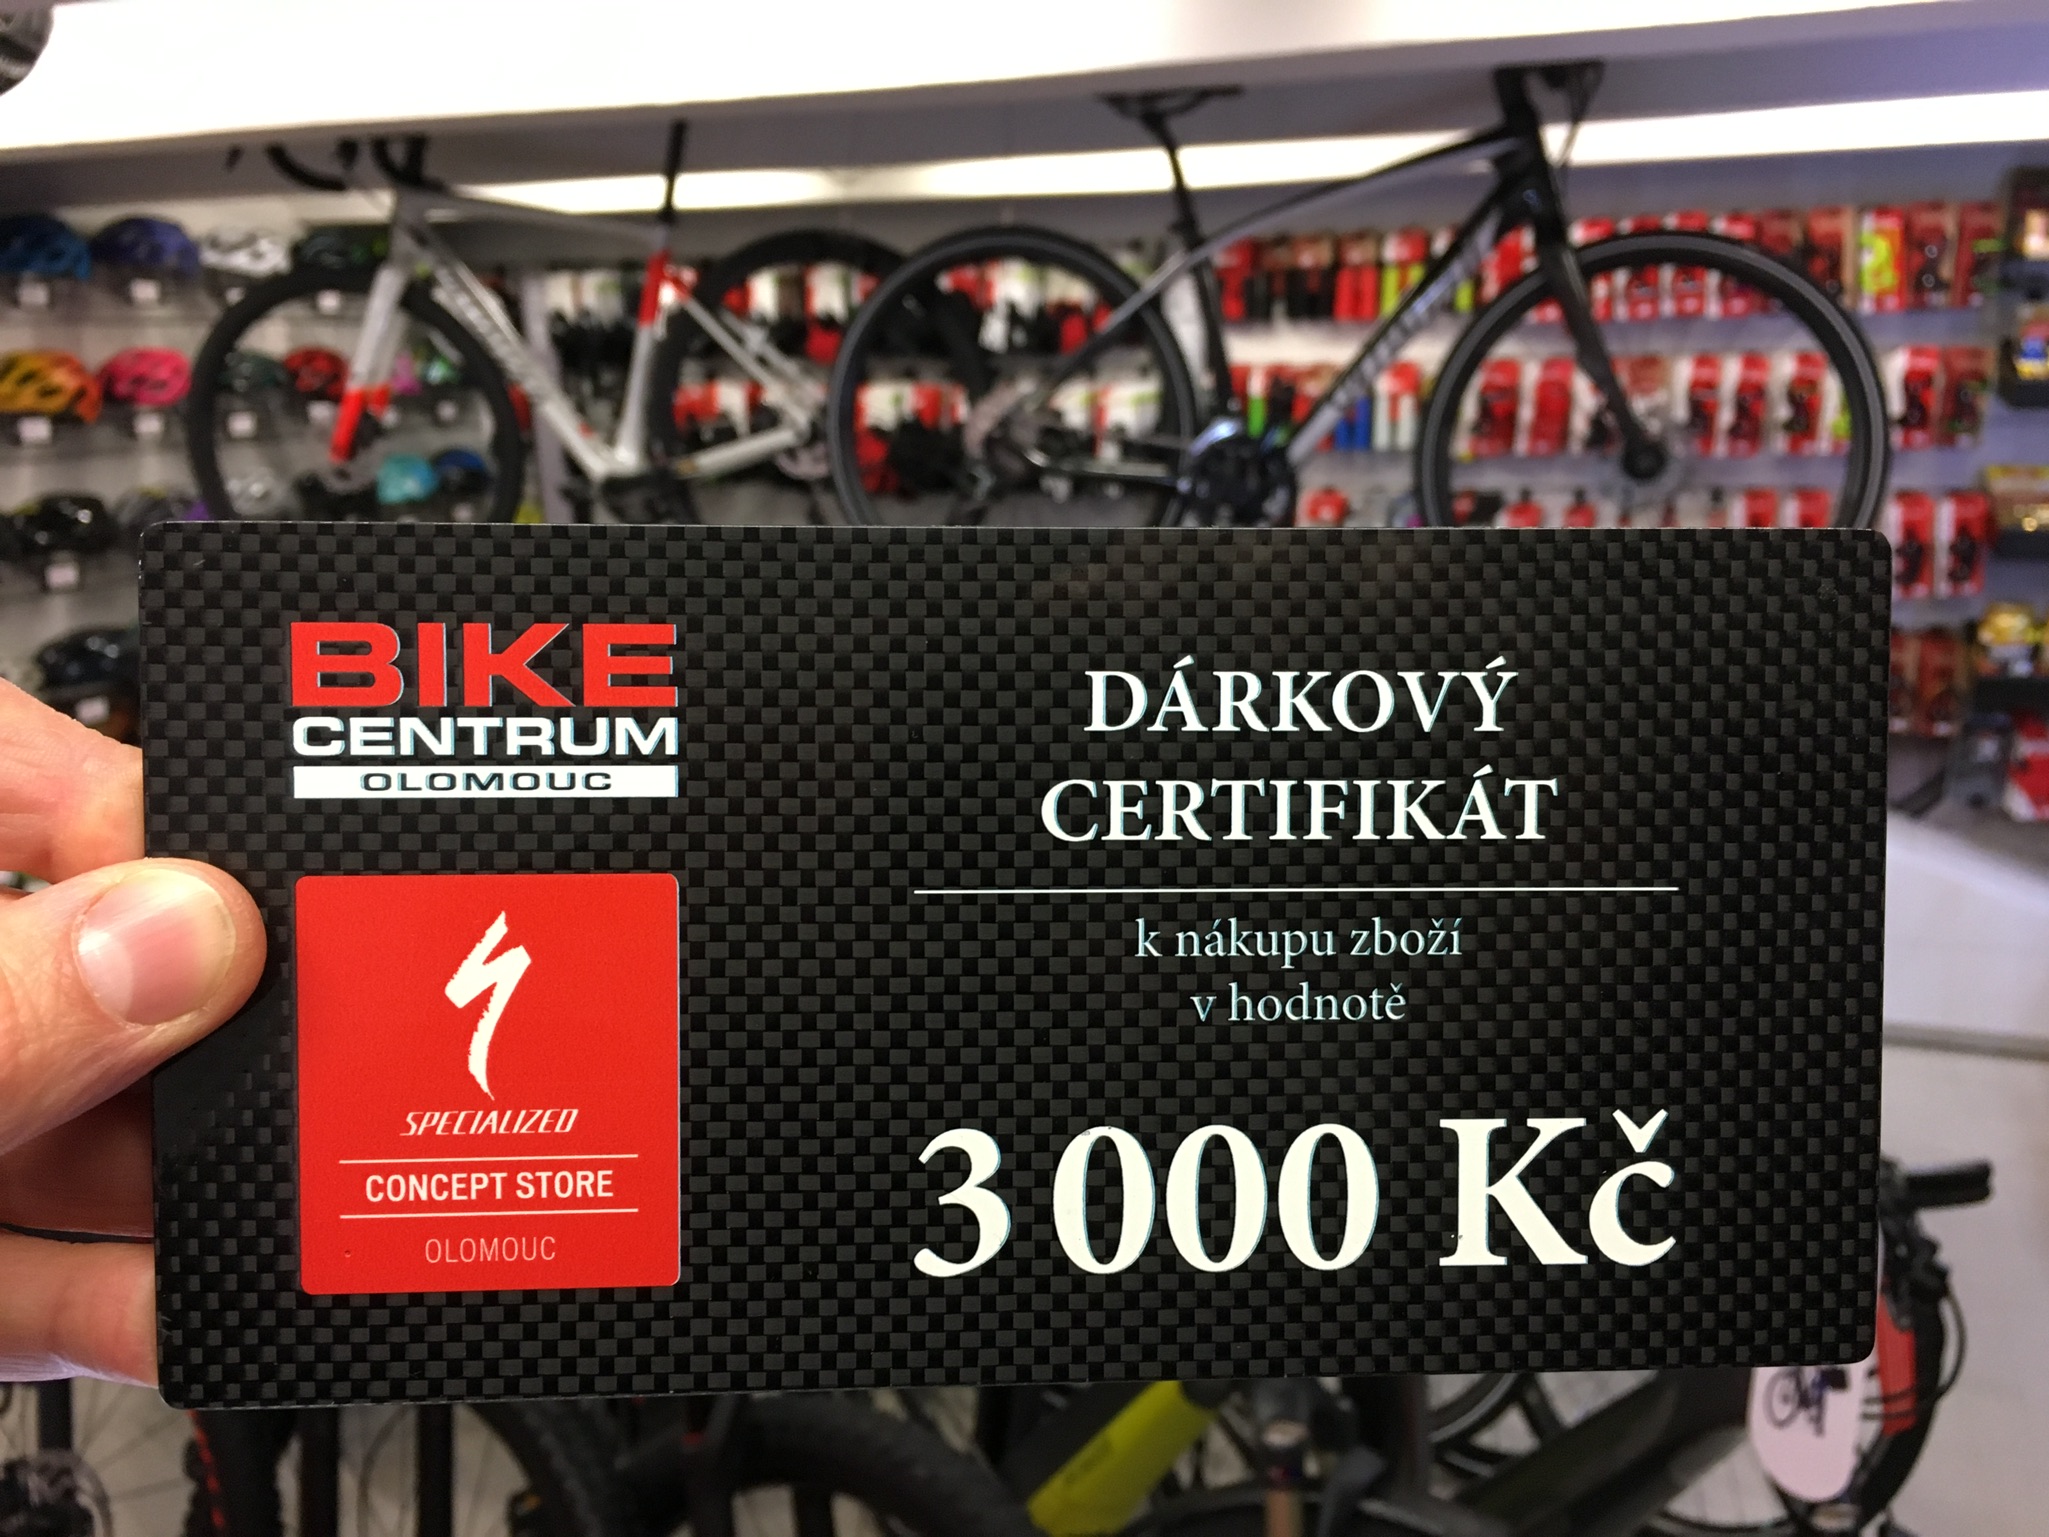 BIKE
CENTRUM
OLOMOUC
SPECIALIZED
CONCEPT STORE
OLOMOUC
DÁRKOVÝ
CERTIFIKÁT
k nákupu zboží
v hodnotě
3 000 Kč